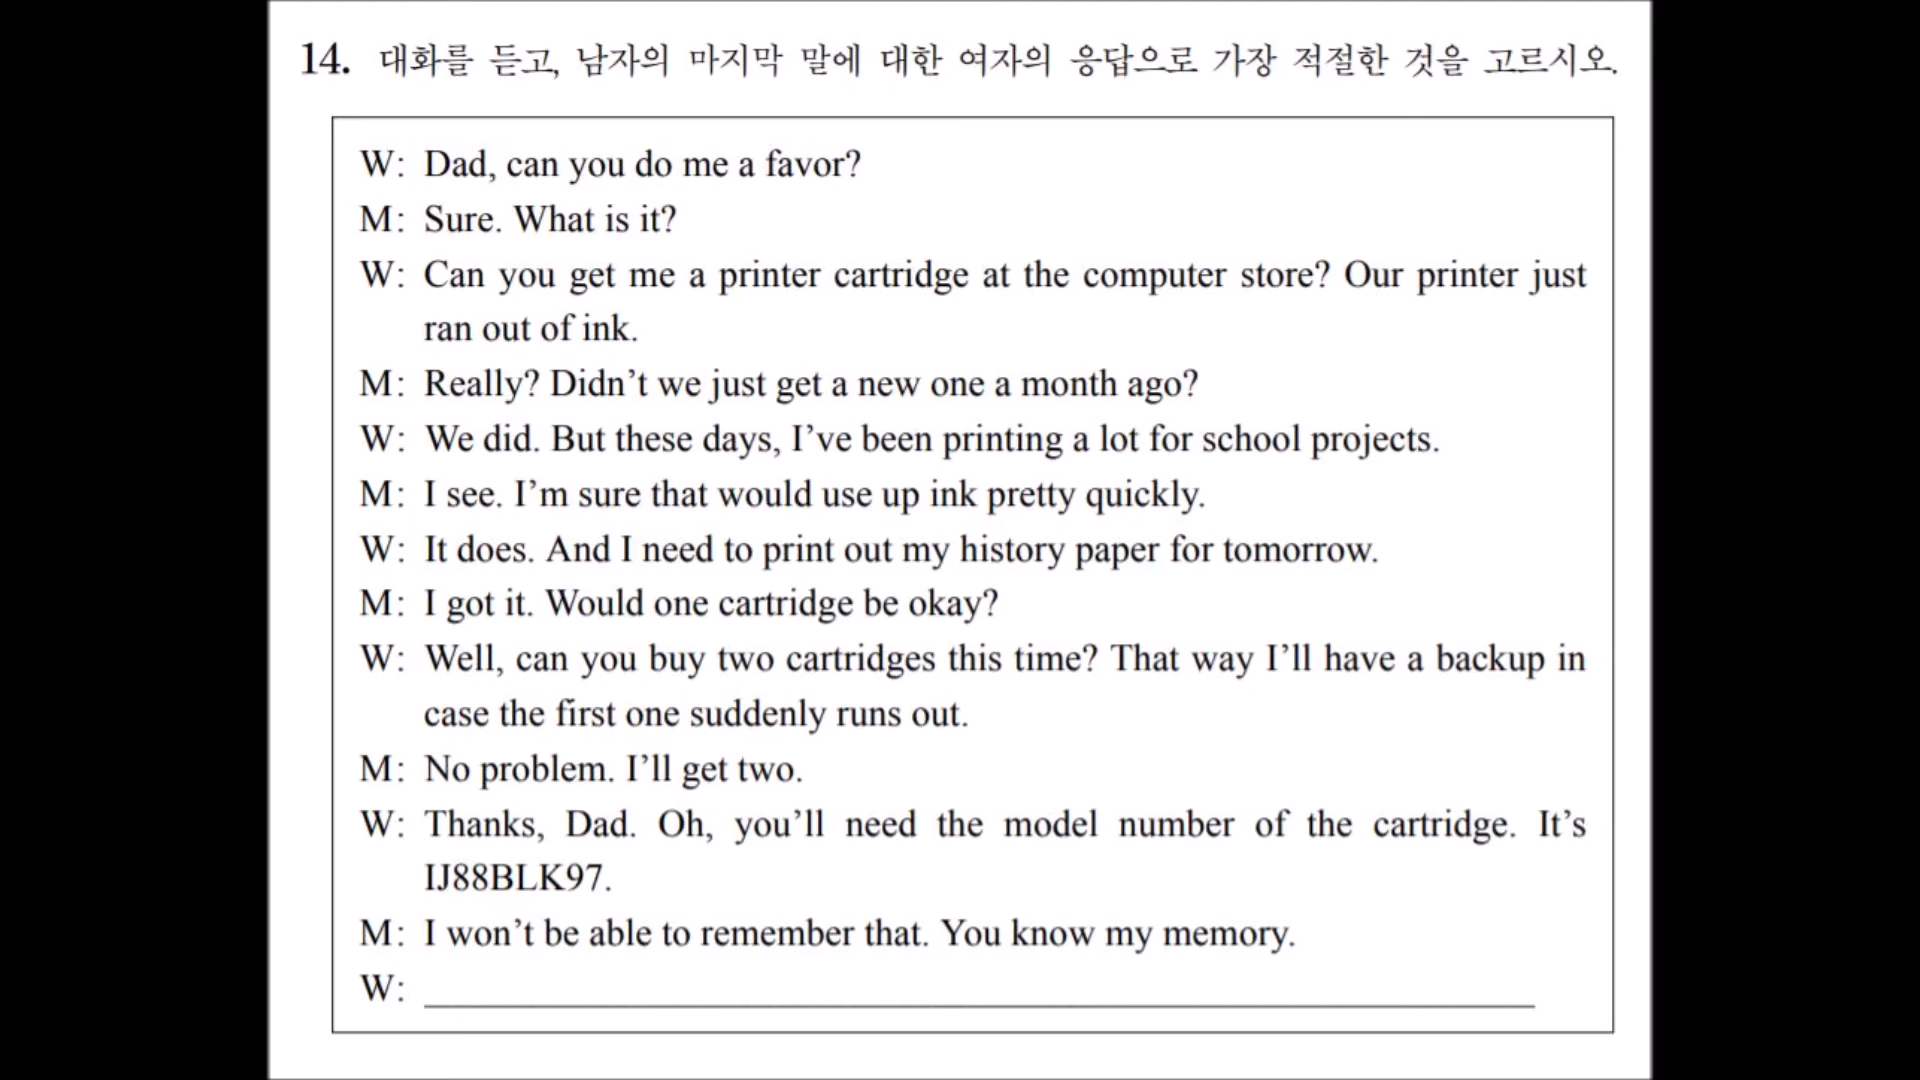 14. 대화를 듣고, 남자의 마지막 말에 대한 여자의 응답으로 가장 적절한 것을 고르시오.
W: Dad, can you do me a favor?
M: Sure. What is it?
W: Can you get me a printer cartridge at the computer store? Our printer just
ran out of ink.
M: Really? Didn’t we just get a new one a month ago?
W: We did. But these days, I’ve been printing a lot for school projects.
M: I see. I’m sure that would use up ink pretty quickly.
W: It does. And I need to print out my history paper for tomorrow.
M: I got it. Would one cartridge be okay?
W: Well, can you buy two cartridges this time? That way I’ll have a backup in
case the first one suddenly runs out.
M: No problem. I’ll get two.
W: Thanks, Dad. Oh, you’ll need the model number of the cartridge. It’s
IJ88BLK97.
M: I won’t be able to remember that. You know my memory.
W: